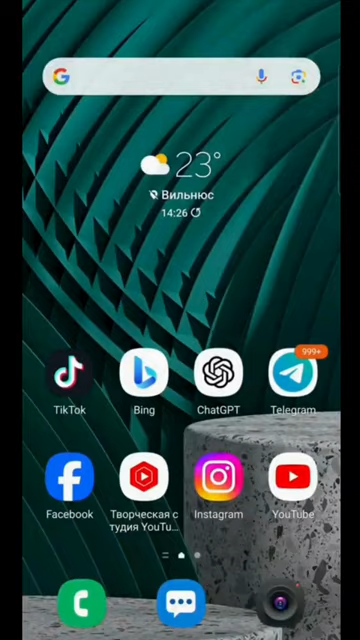 23°
Вильнюс
14:26
999+
TikTok
Bing
ChatGPT
Telegram
Facebook
Творческая с
тудия YouTu...
Instagram
YouTube